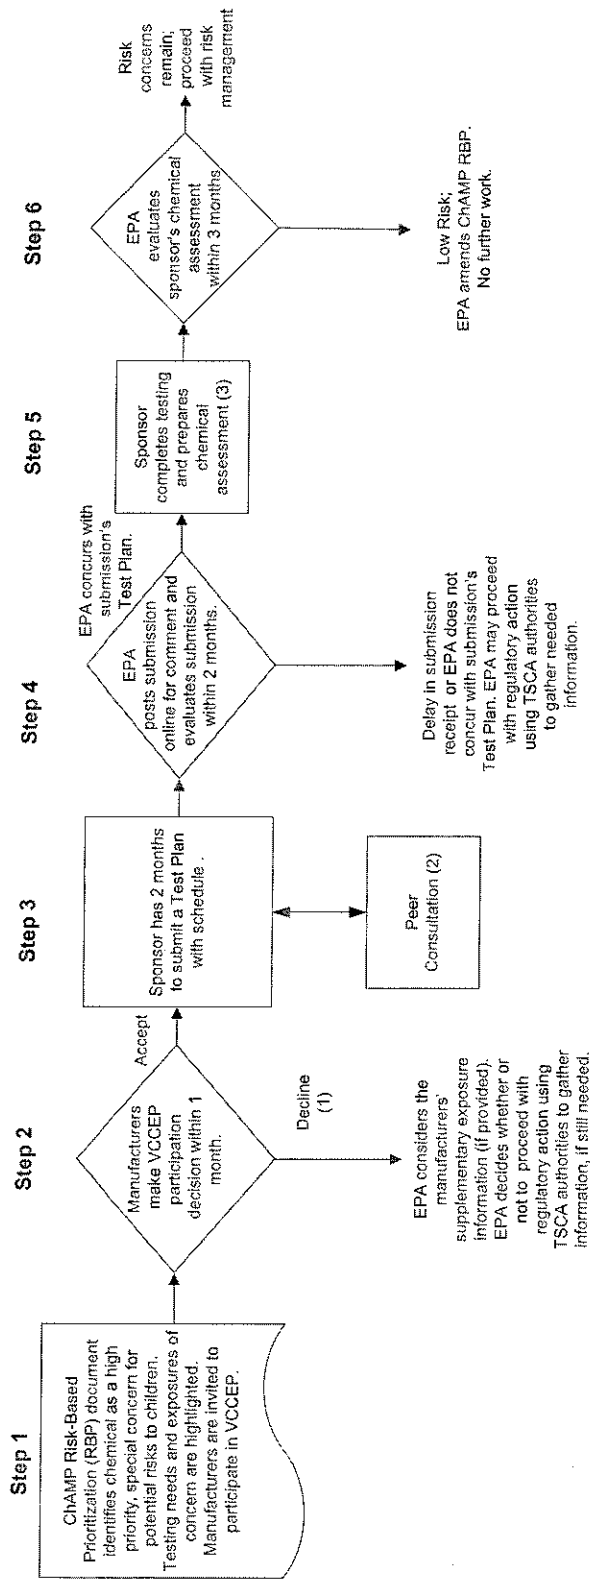 Step 1
ChAMP Risk-Based
Prioritization (RBP) document
identifies chemical as a high
priority, special concern for
potential risks to children.
Testing needs and exposures of
concern are highlighted.
Manufacturers are invited to
participate in VCCEP.
Step 2
Manufacturers
make VCCEP
participation
decision within 1
month.
Accept
Decline
(1)
EPA considers the
manufacturers'
supplementary exposure
information (if provided).
EPA decides whether or
not to proceed with
regulatory action using
TSCA authorities to gather
information, if still needed.
Step 3
Sponsor has 2 months
to submit a Test Plan
with schedule .
Peer
Consultation (2)
Step 4
EPA
posts submission
online for comment and
evaluates submission
within 2 months.
EPA concurs with
submission's
Test Plan.
Delay in submission
receipt or EPA does not
concur with submission's
Test Plan. EPA may proceed
with regulatory action
using TSCA authorities
to gather needed
information.
Step 5
Sponsor
completes testing
and prepares
chemical
assessment (3)
Step 6
EPA
evaluates
sponsor's chemical
assessment
within 3 months
Risk
concerns
remain;
proceed
with risk
management
Low Risk;
EPA amends ChAMP RBP.
No further work.